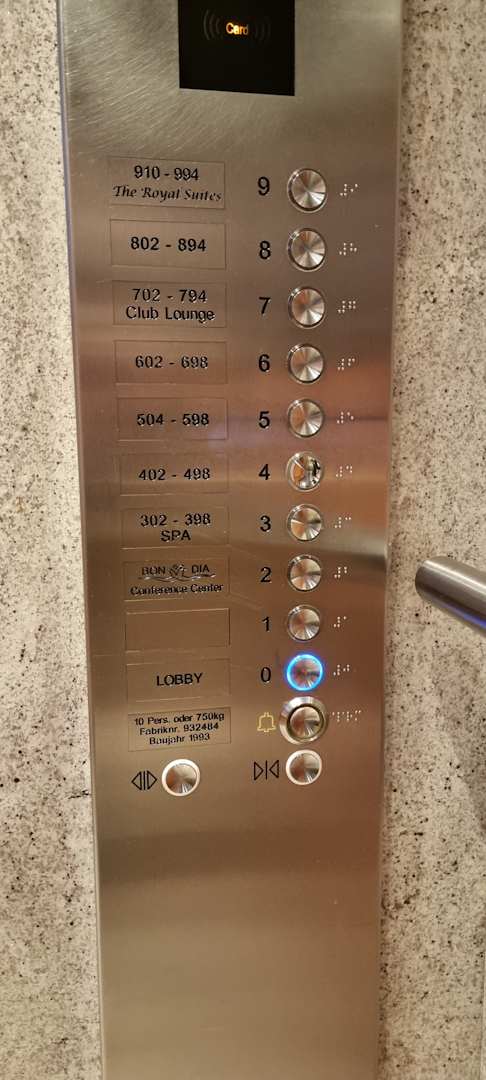 Card
910 - 994
The Royal Suites
9
802 - 894
8
702 - 794
Club Lounge
7
602 - 698
6
504 - 598
5
402 - 498
4
302 - 398
SPA
3
BON DIA
Conference Center
2
1
LOBBY
0
10 Pers. oder 750kg
Fabriknr. 932484
Baujahr 1993